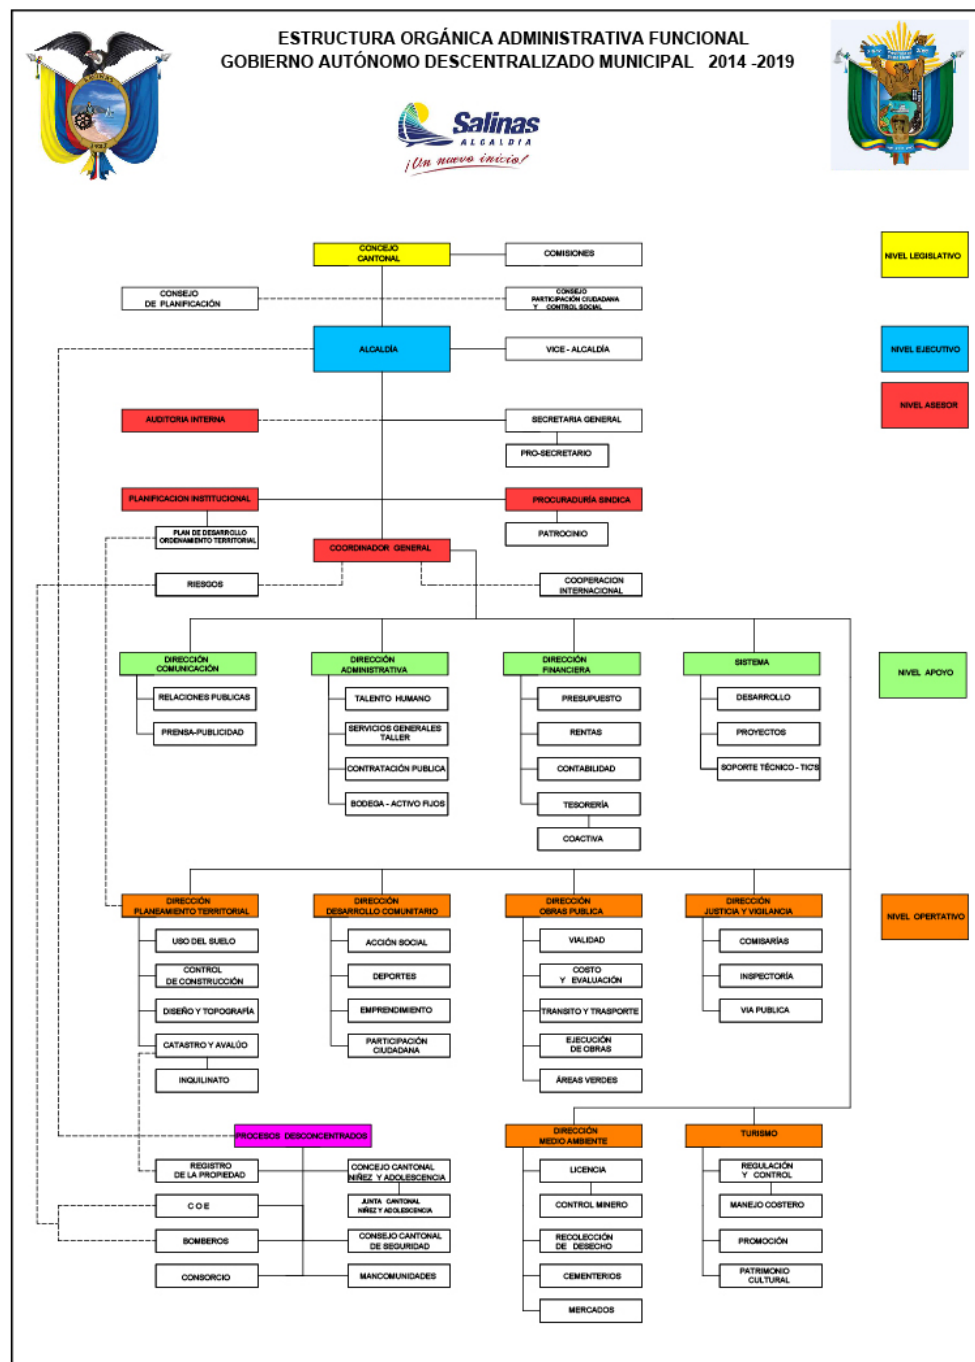 ESTRUCTURA ORGÁNICA ADMINISTRATIVA FUNCIONAL
GOBIERNO AUTÓNOMO DESCENTRALIZADO MUNICIPAL 2014 -2019
SALINAS
Salinas
ALCALDIA
¡Un nuevo inicio!
CONCEJO
CANTONAL
COMISIONES
NIVEL LEGISLATIVO
CONSEJO
DE PLANIFICACIÓN
CONSEJO
PARTICIPACIÓN CIUDADANA
Y CONTROL SOCIAL
ALCALDÍA
VICE - ALCALDÍA
NIVEL EJECUTIVO
NIVEL ASESOR
AUDITORIA INTERNA
SECRETARIA GENERAL
PRO-SECRETARIO
PLANIFICACION INSTITUCIONAL
PROCURADURÍA SINDICA
PLAN DE DESARROLLO
ORDENAMIENTO TERRITORIAL
PATROCINIO
COORDINADOR GENERAL
RIESGOS
COOPERACION
INTERNACIONAL
DIRECCIÓN
COMUNICACIÓN
DIRECCIÓN
ADMINISTRATIVA
DIRECCIÓN
FINANCIERA
SISTEMA
NIVEL APOYO
RELACIONES PUBLICAS
PRENSA-PUBLICIDAD
TALENTO HUMANO
SERVICIOS GENERALES
TALLER
CONTRATACIÓN PUBLICA
BODEGA - ACTIVO FIJOS
PRESUPUESTO
RENTAS
CONTABILIDAD
TESORERÍA
COACTIVA
DESARROLLO
PROYECTOS
SOPORTE TÉCNICO - TIC'S
DIRECCIÓN
PLANEAMIENTO TERRITORIAL
DIRECCIÓN
DESARROLLO COMUNITARIO
DIRECCIÓN
OBRAS PUBLICA
DIRECCIÓN
JUSTICIA Y VIGILANCIA
NIVEL OPERTATIVO
USO DEL SUELO
CONTROL
DE CONSTRUCCIÓN
DISEÑO Y TOPOGRAFÍA
CATASTRO Y AVALÚO
INQUILINATO
ACCIÓN SOCIAL
DEPORTES
EMPRENDIMIENTO
PARTICIPACIÓN
CIUDADANA
VIALIDAD
COSTO
Y EVALUACIÓN
TRANSITO Y TRASPORTE
EJECUCIÓN
DE OBRAS
ÁREAS VERDES
COMISARÍAS
INSPECTORÍA
VIA PUBLICA
PROCESOS DESCONCENTRADOS
DIRECCIÓN
MEDIO AMBIENTE
TURISMO
REGISTRO
DE LA PROPIEDAD
C O E
BOMBEROS
CONSORCIO
CONCEJO CANTONAL
NIÑEZ Y ADOLESCENCIA
JUNTA CANTONAL
NIÑEZ Y ADOLESCENCIA
CONSEJO CANTONAL
DE SEGURIDAD
MANCOMUNIDADES
LICENCIA
CONTROL MINERO
RECOLECCIÓN
DE DESECHO
CEMENTERIOS
MERCADOS
REGULACIÓN
Y CONTROL
MANEJO COSTERO
PROMOCIÓN
PATRIMONIO
CULTURAL